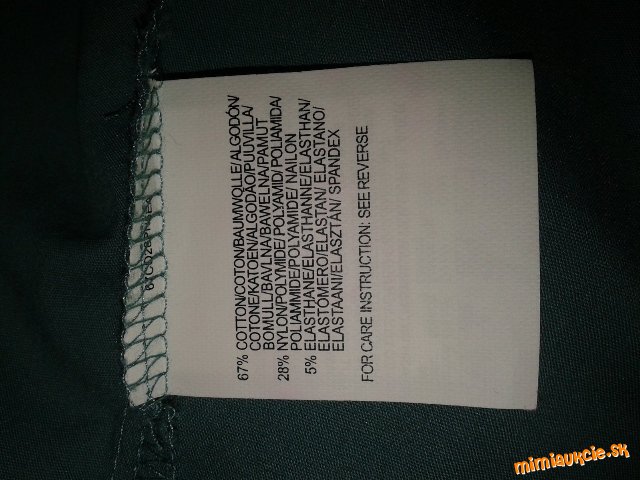 67% COTTON/COTON/BAUMWOLLE/ALGODÓN/
COTONE/KATOEN/ALGODÃO/PUUVILLA/
BOMULL/BAVLNA/BAWEŁNA/PAMUT
28% NYLON/POLYMIDE/POLYAMID/POLIAMIDA/
POLIAMMIDE/POLYAMIDE/ NAILON
5% ELASTHANE/ELASTHANNE/ELASTHAN/
ELASTOMERO/ELASTAN/ ELASTANO/
ELASTAANI/ELASZTÁN/ SPANDEX
FOR CARE INSTRUCTION: SEE REVERSE
mimiaukcie.sk